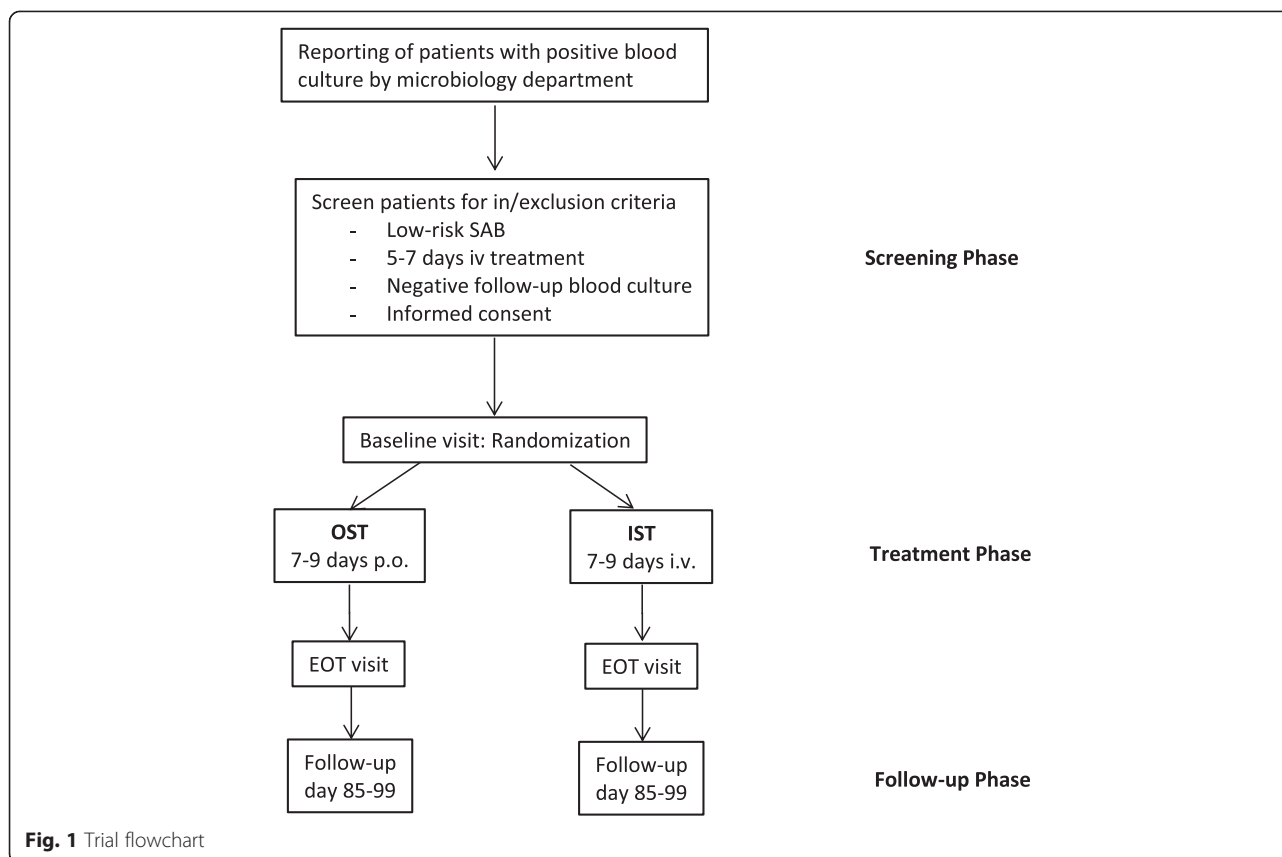 Reporting of patients with positive blood
culture by microbiology department
Screen patients for in/exclusion criteria
- Low-risk SAB
- 5-7 days iv treatment
- Negative follow-up blood culture
- Informed consent
Screening Phase
Baseline visit: Randomization
OST
7-9 days p.o.
IST
7-9 days i.v.
Treatment Phase
EOT visit
EOT visit
Follow-up
day 85-99
Follow-up
day 85-99
Follow-up Phase
Fig. 1 Trial flowchart